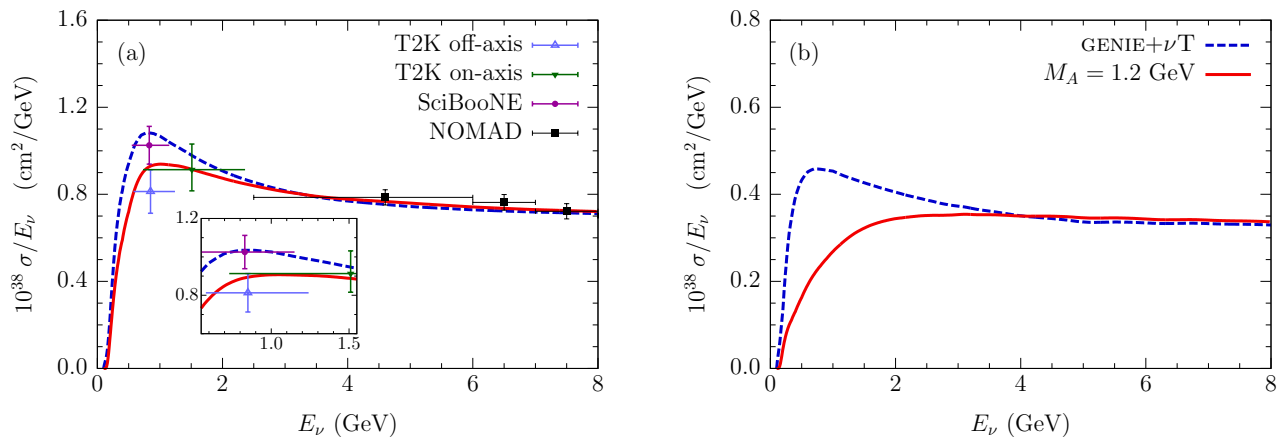 (a)
T2K off-axis
T2K on-axis
SciBooNE
NOMAD
10³⁸ σ/E_ν (cm²/GeV)
1.6
1.2
0.8
0.4
0.0
1.2
1.0
0.8
1.0 1.5
0 2 4 6 8
E_ν (GeV)
(b)
GENIE+νT
M_A = 1.2 GeV
10³⁸ σ/E_ν (cm²/GeV)
0.8
0.6
0.4
0.2
0.0
0 2 4 6 8
E_ν (GeV)